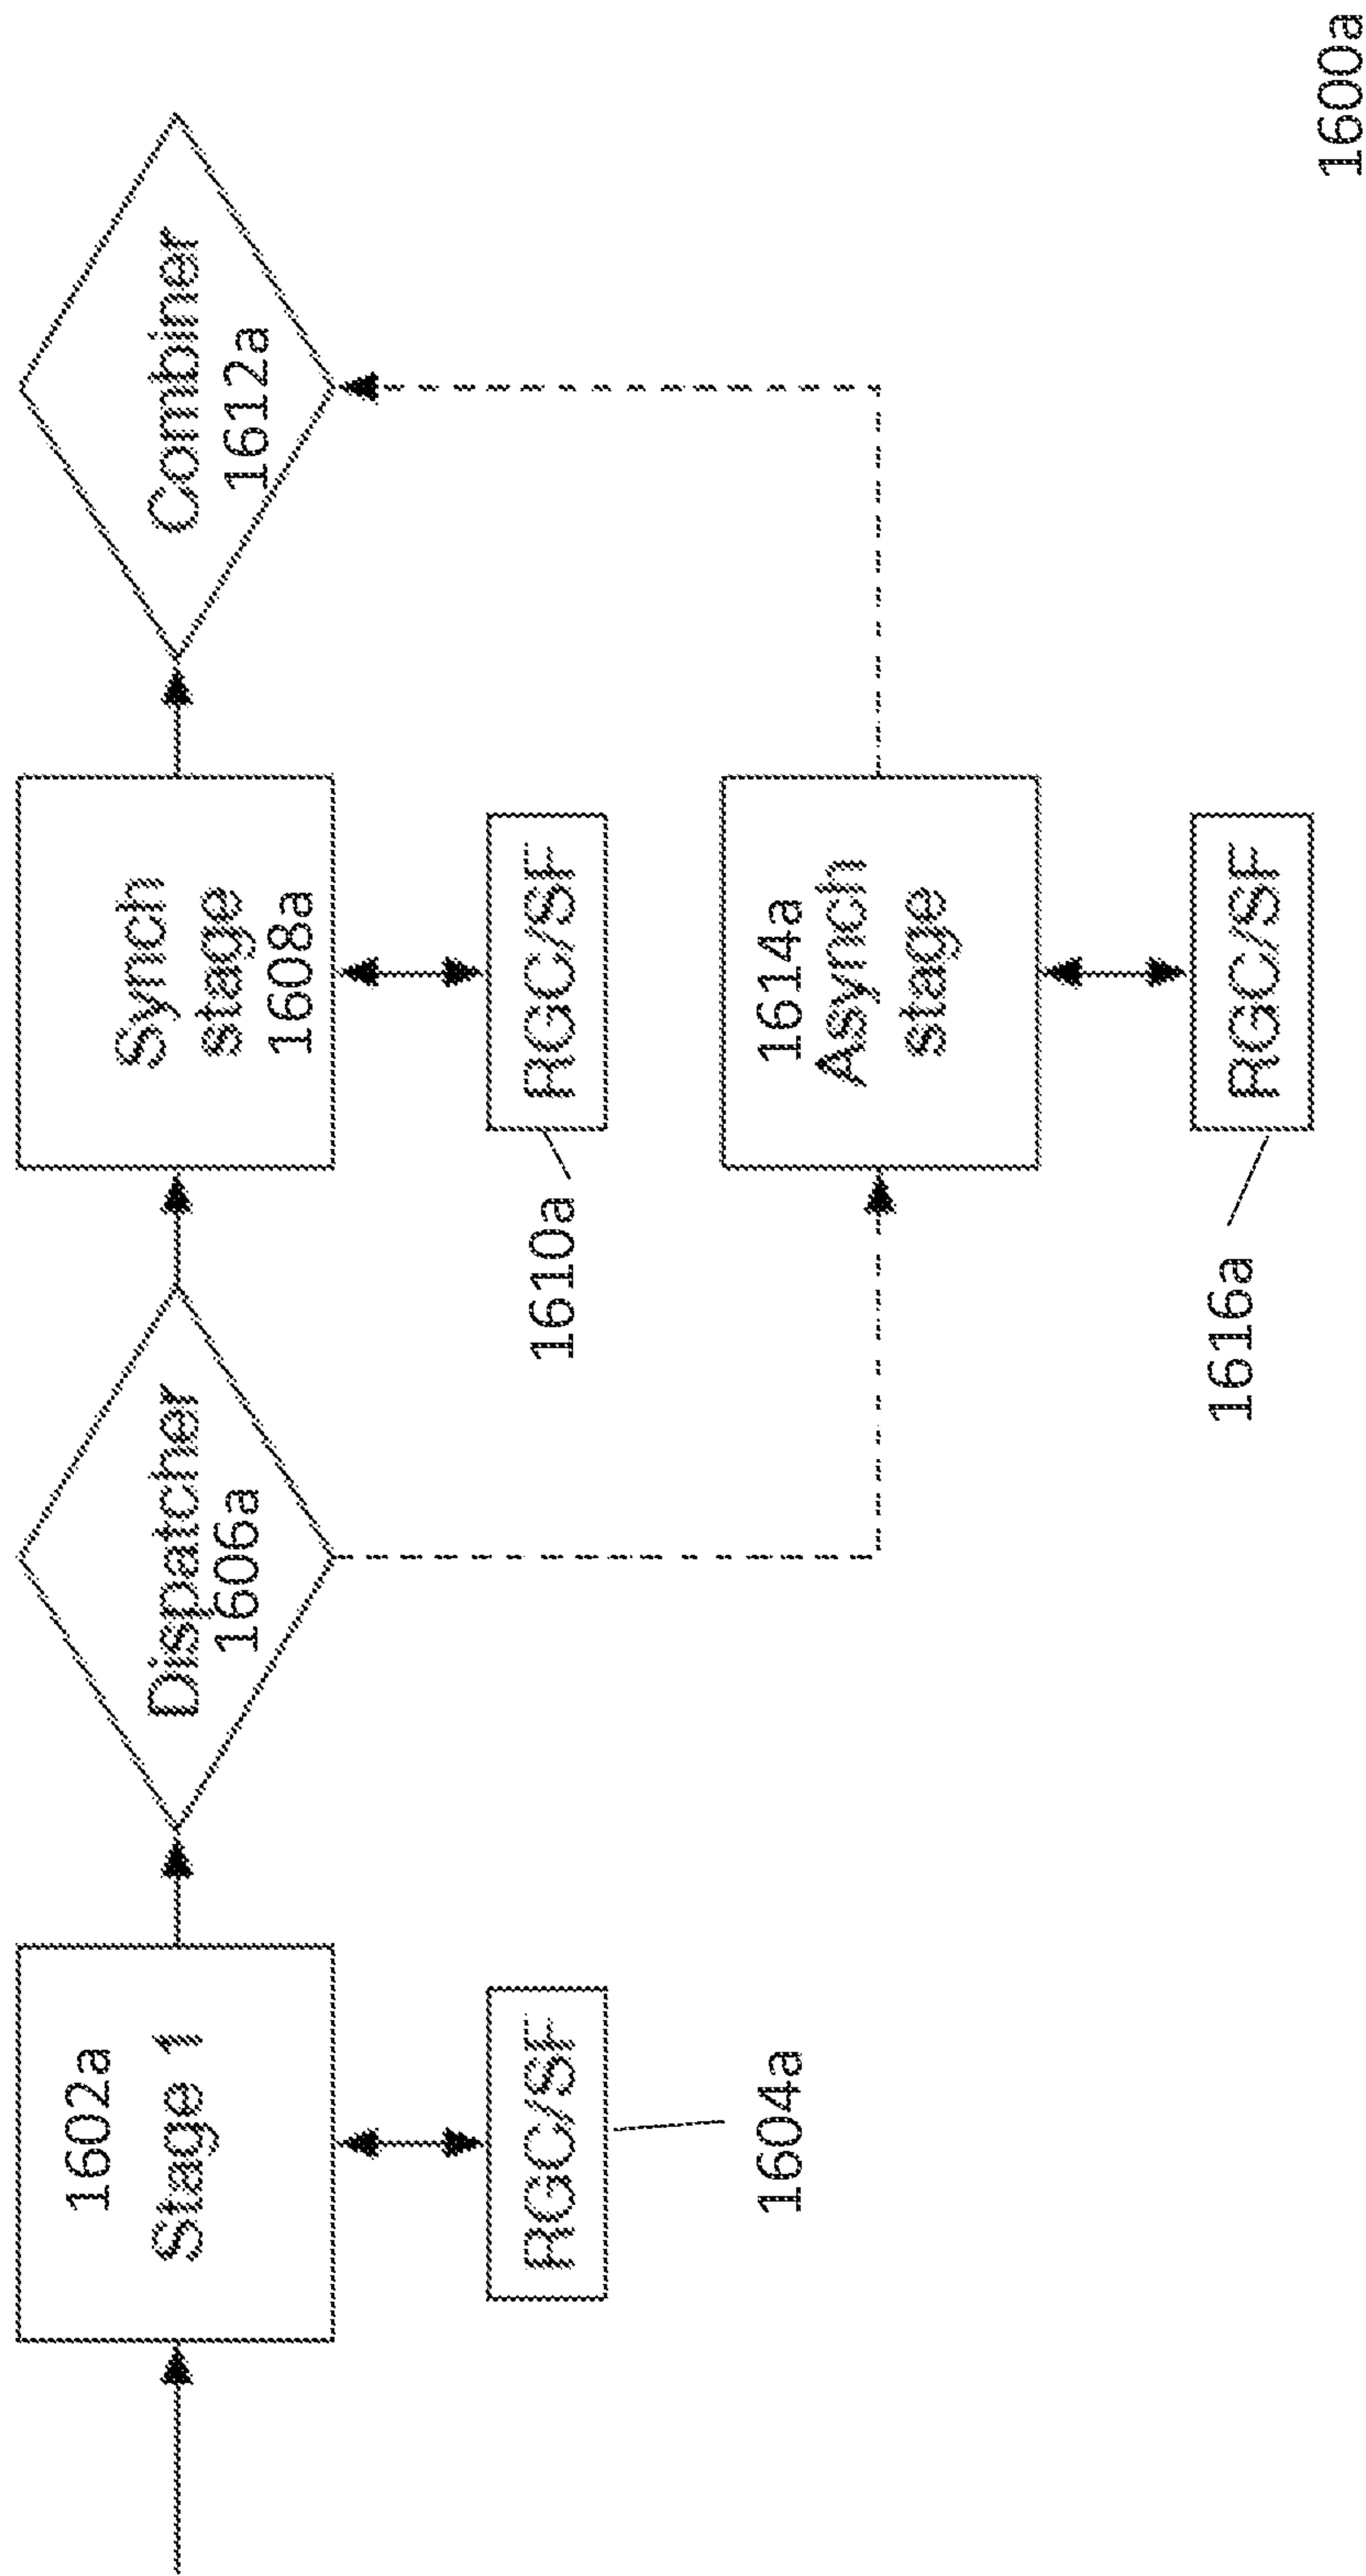 1602a
Stage 1
RGC/SF
1604a
Dispatcher
1606a
Synch
stage
1608a
RGC/SF
1610a
Combiner
1612a
1614a
Asynch
stage
RGC/SF
1616a
1600a